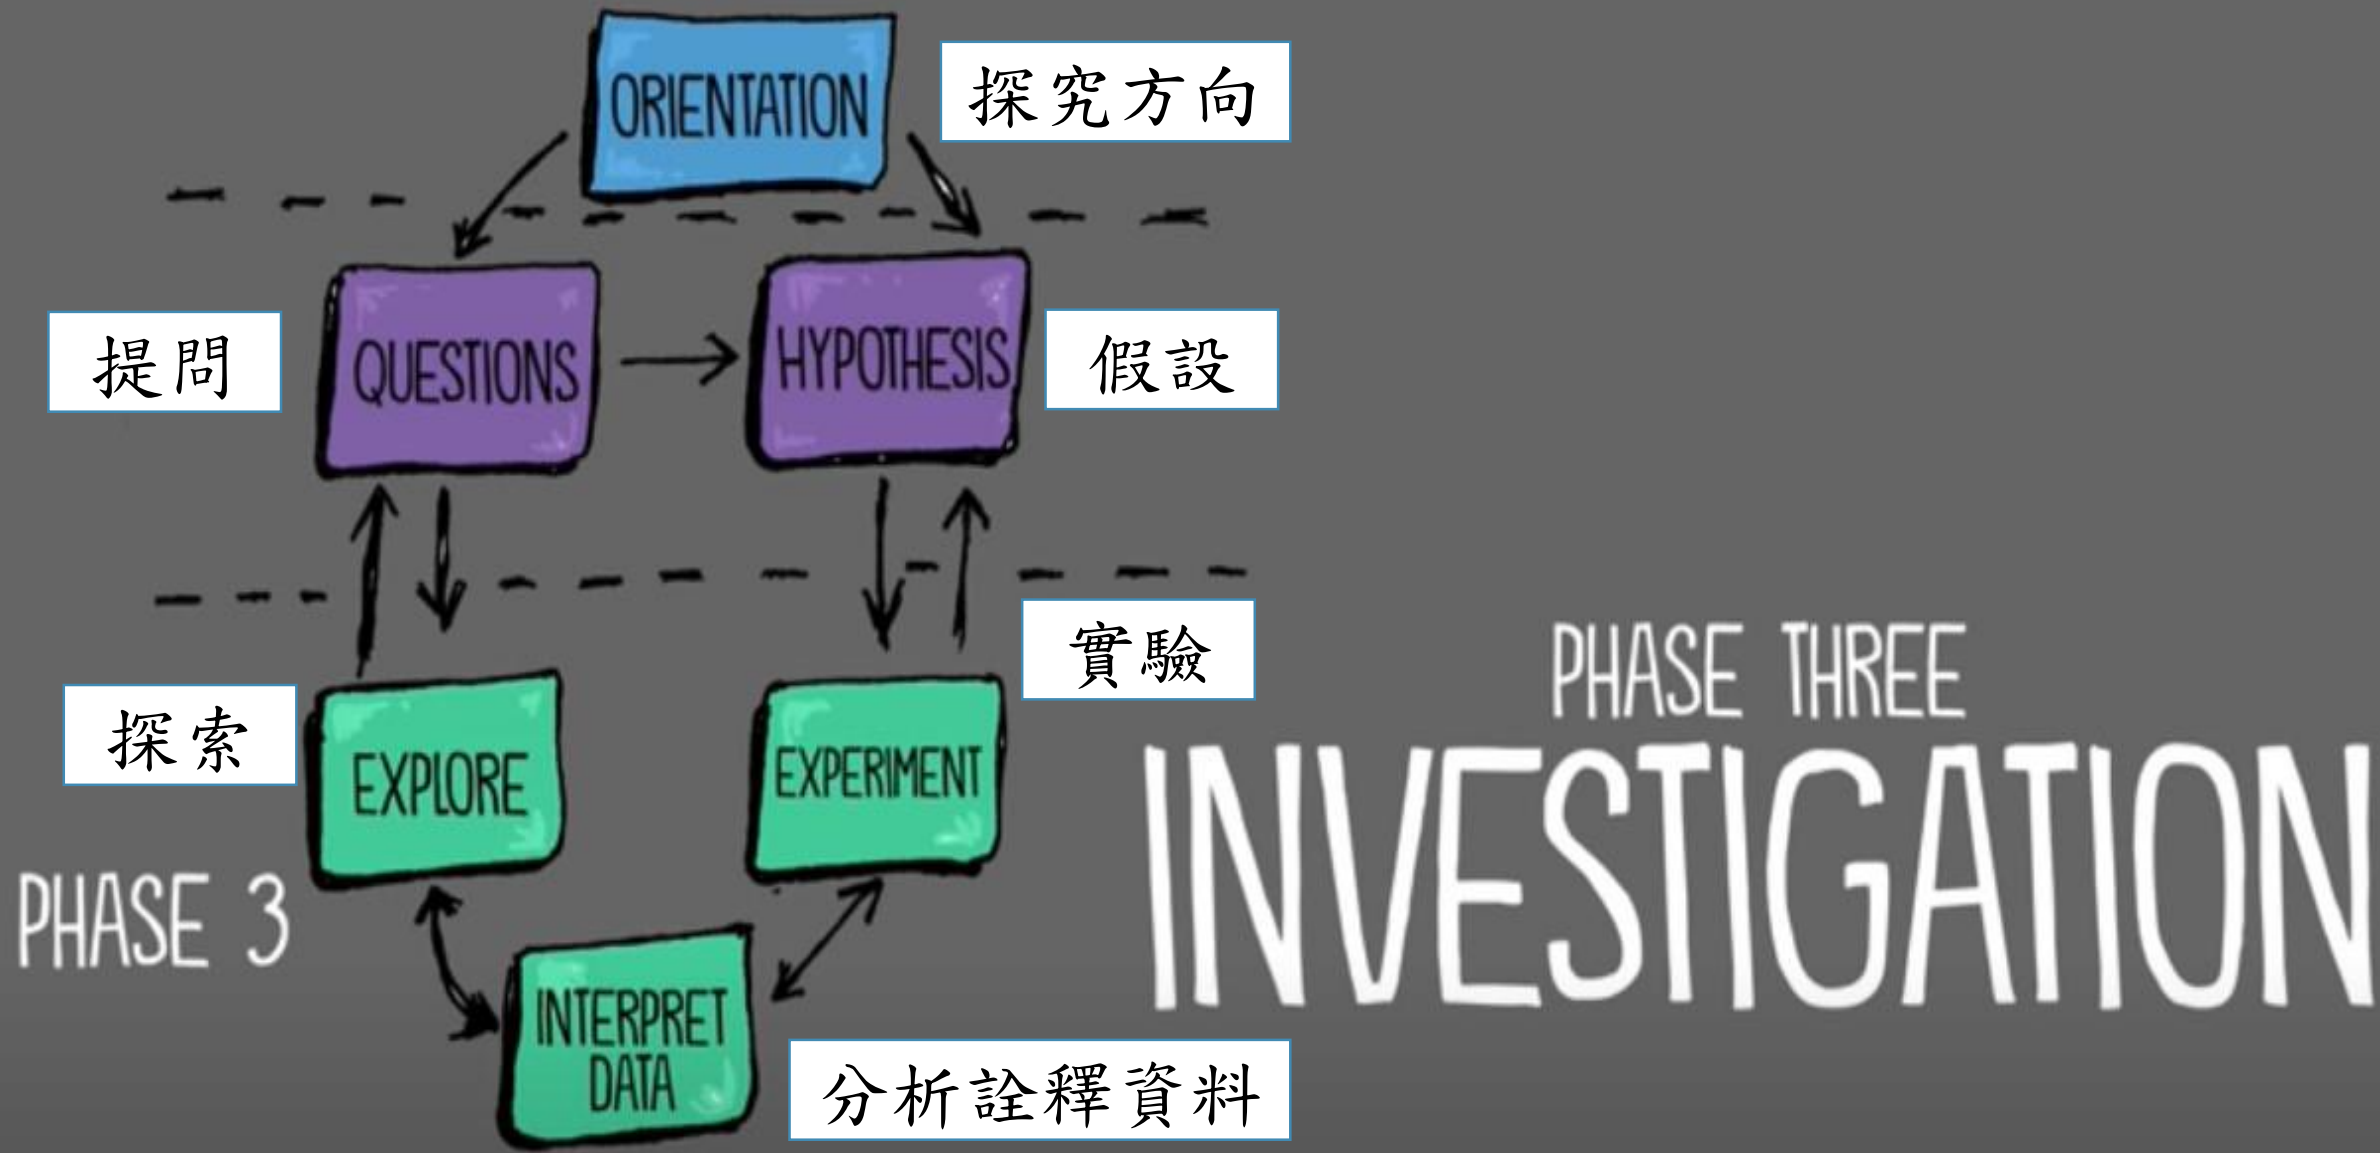 ORIENTATION
探究方向
提問
QUESTIONS
HYPOTHESIS
假設
實驗
探索
EXPLORE
EXPERIMENT
PHASE THREE
INVESTIGATION
PHASE 3
INTERPRET
DATA
分析詮釋資料